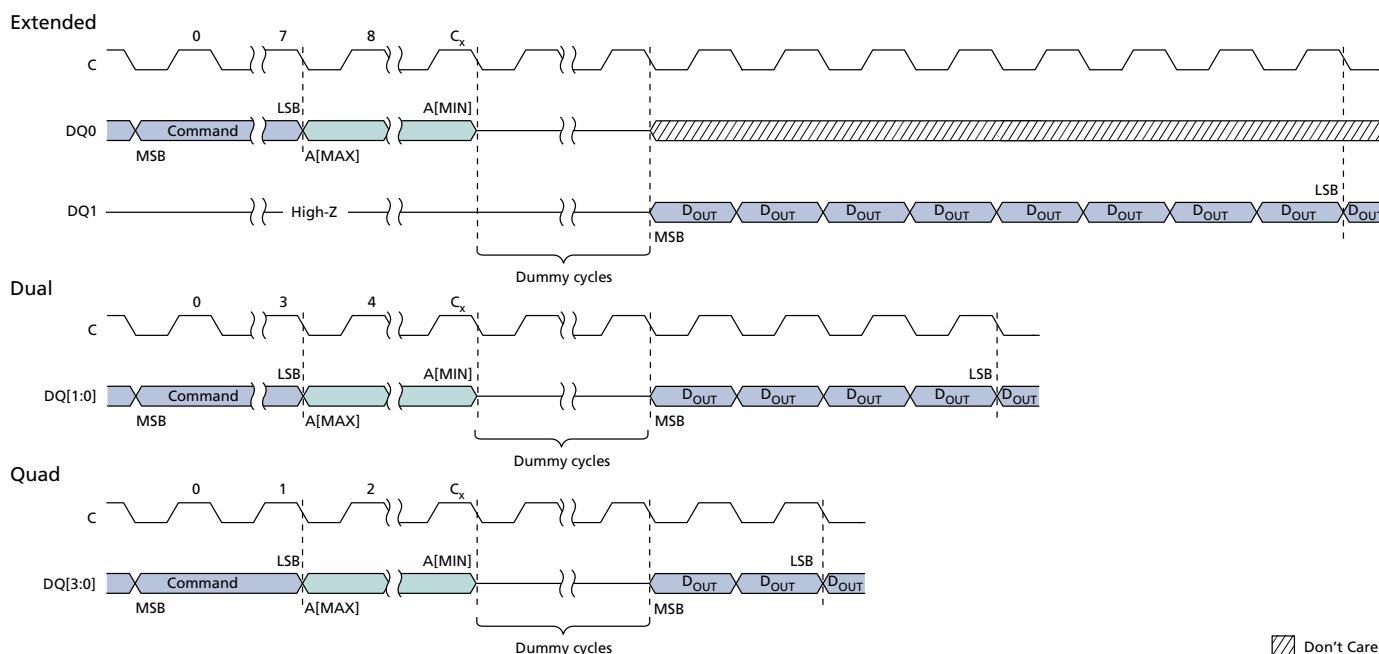 Extended
0 7 8 Cx
C
LSB A[MIN]
DQ0 Command
MSB A[MAX]
LSB
DQ1 High-Z DOUT DOUT DOUT DOUT DOUT DOUT DOUT DOUT DOUT
MSB
Dummy cycles
Dual
0 3 4 Cx
C
LSB A[MIN] LSB
DQ[1:0] Command DOUT DOUT DOUT DOUT DOUT
MSB A[MAX] MSB
Dummy cycles
Quad
0 1 2 Cx
C
LSB A[MIN] LSB
DQ[3:0] Command DOUT DOUT DOUT
MSB A[MAX] MSB
Dummy cycles
Don't Care